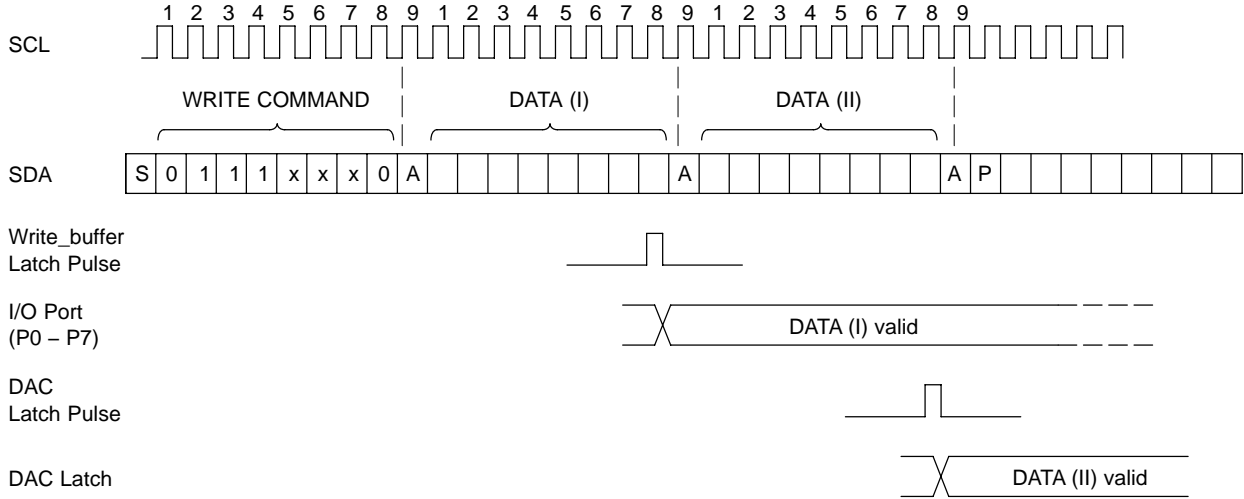 1 2 3 4 5 6 7 8 9 1 2 3 4 5 6 7 8 9 1 2 3 4 5 6 7 8 9
SCL
WRITE COMMAND DATA (I) DATA (II)
SDA S 0 1 1 1 x x x 0 A A A P
Write_buffer
Latch Pulse
I/O Port
(P0 – P7)
DATA (I) valid
DAC
Latch Pulse
DAC Latch DATA (II) valid